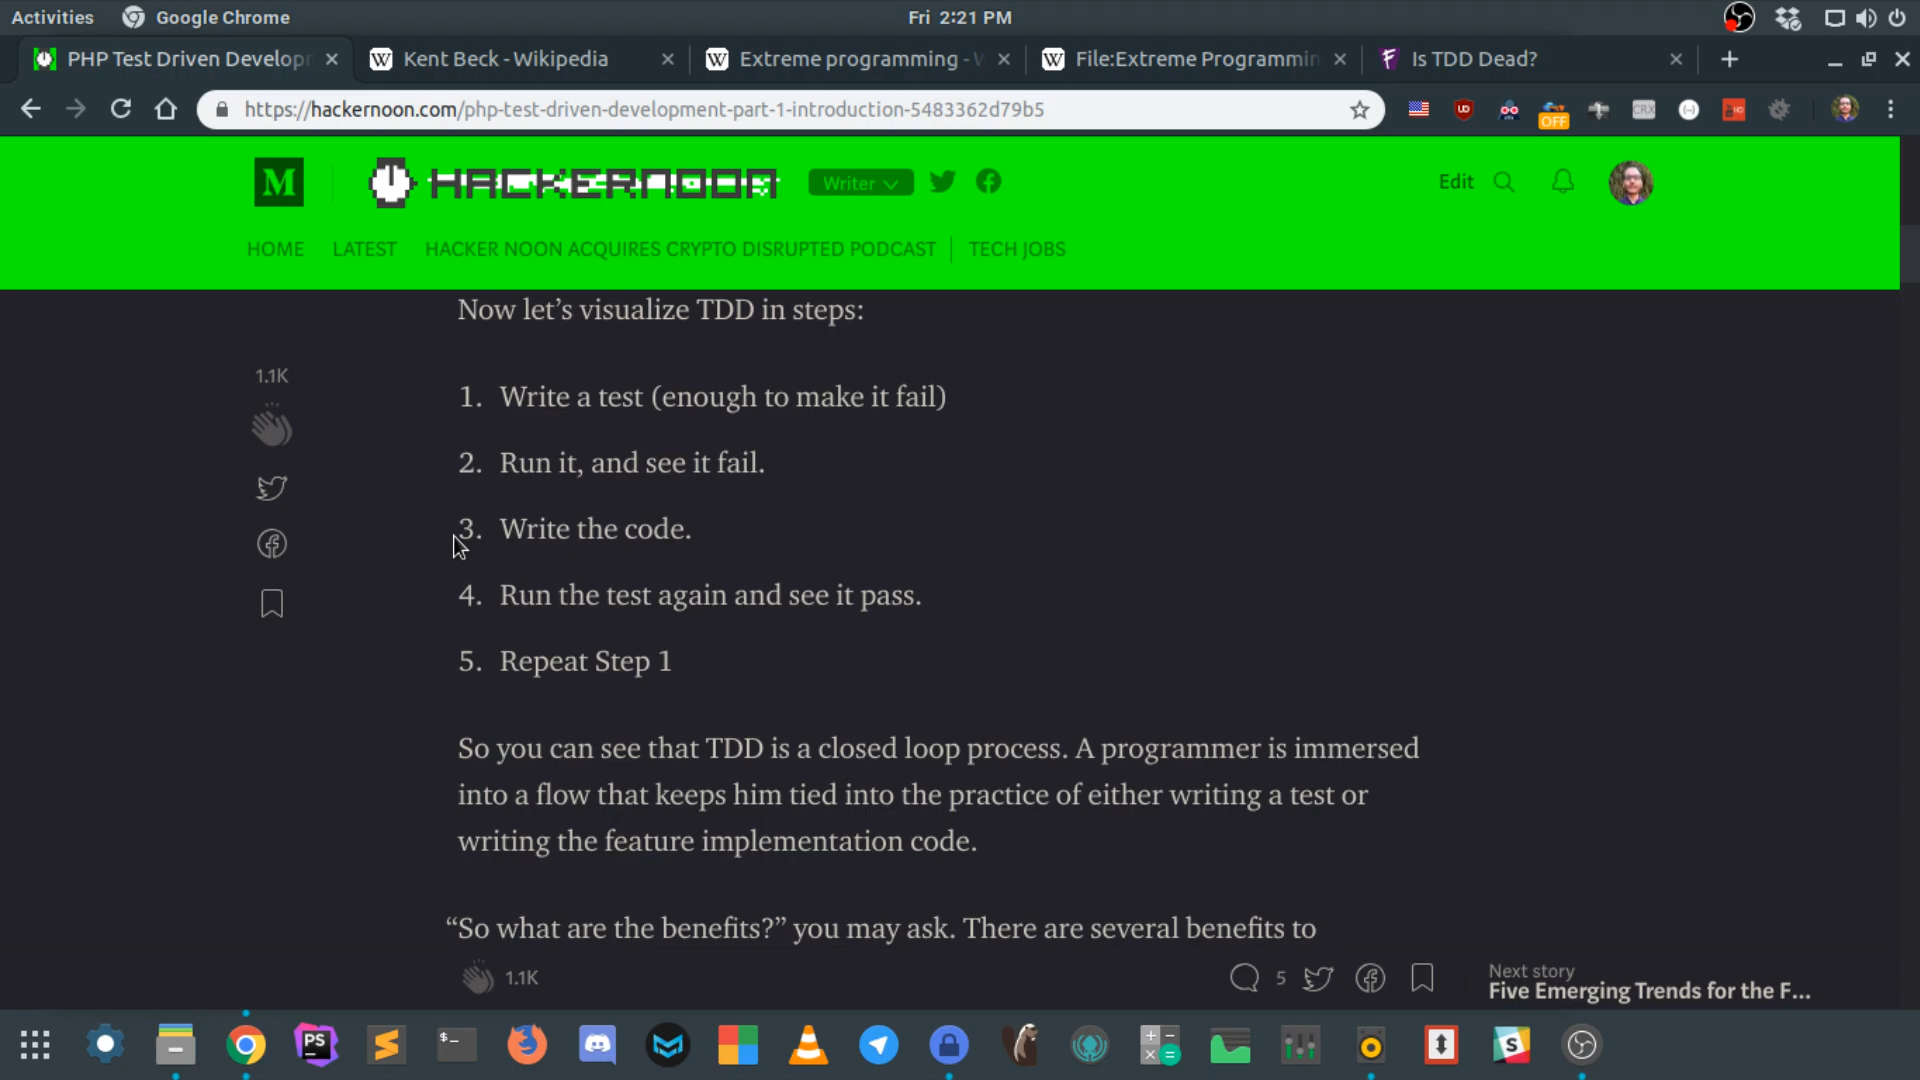 Activities Google Chrome Fri 2:21 PM
PHP Test Driven Develop Kent Beck - Wikipedia Extreme programming - W File:Extreme Programmin Is TDD Dead?
https://hackernoon.com/php-test-driven-development-part-1-introduction-5483362d79b5
OFF CRX
M HACKERNOON Writer Edit
HOME LATEST HACKER NOON ACQUIRES CRYPTO DISRUPTED PODCAST TECH JOBS
Now let’s visualize TDD in steps:
1.1K
1. Write a test (enough to make it fail)
2. Run it, and see it fail.
3. Write the code.
4. Run the test again and see it pass.
5. Repeat Step 1
So you can see that TDD is a closed loop process. A programmer is immersed
into a flow that keeps him tied into the practice of either writing a test or
writing the feature implementation code.
“So what are the benefits?” you may ask. There are several benefits to
1.1K 5 Next story
Five Emerging Trends for the F...
PS S $_ S